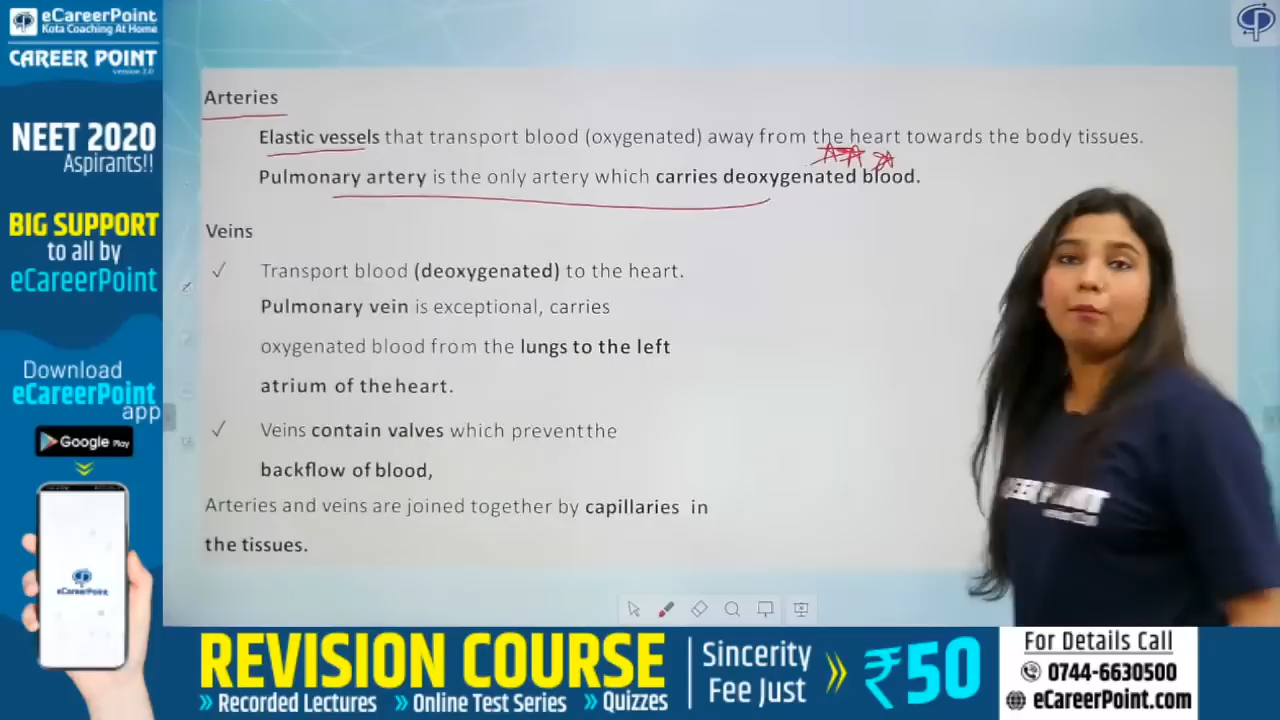 eCareerPoint
Kota Coaching At Home
CAREER POINT
version 2.0
NEET 2020
Aspirants!!
BIG SUPPORT
to all by
eCareerPoint
Download
eCareerPoint
app
Google Play
eCareerPoint
Arteries
Elastic vessels that transport blood (oxygenated) away from the heart towards the body tissues.
Pulmonary artery is the only artery which carries deoxygenated blood.
Veins
✓ Transport blood (deoxygenated) to the heart.
Pulmonary vein is exceptional, carries
oxygenated blood from the lungs to the left
atrium of the heart.
✓ Veins contain valves which prevent the
backflow of blood,
Arteries and veins are joined together by capillaries in
the tissues.
REVISION COURSE
» Recorded Lectures » Online Test Series » Quizzes
Sincerity
Fee Just
» ₹50
For Details Call
0744-6630500
eCareerPoint.com